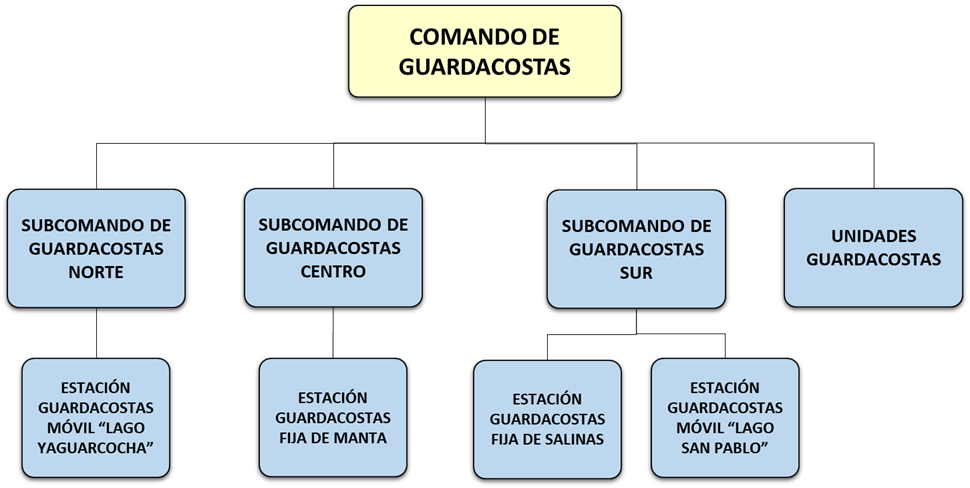 COMANDO DE
GUARDACOSTAS
SUBCOMANDO DE
GUARDACOSTAS
NORTE
SUBCOMANDO DE
GUARDACOSTAS
CENTRO
SUBCOMANDO DE
GUARDACOSTAS
SUR
UNIDADES
GUARDACOSTAS
ESTACIÓN
GUARDACOSTAS
MÓVIL “LAGO
YAGUARCOCHA”
ESTACIÓN
GUARDACOSTAS
FIJA DE MANTA
ESTACIÓN
GUARDACOSTAS
FIJA DE SALINAS
ESTACIÓN
GUARDACOSTAS
MÓVIL “LAGO
SAN PABLO”